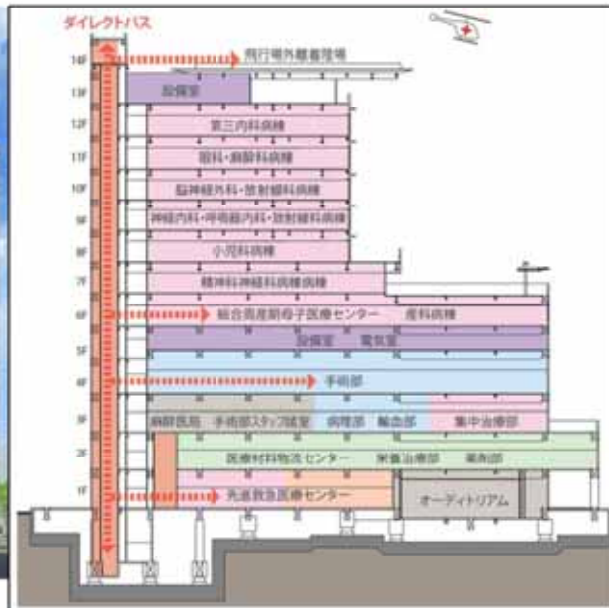 ダイレクトパス
14F 飛行場外離着陸場
13F 設備室
12F 第三内科病棟
11F 眼科・麻酔科病棟
10F 脳神経外科・放射線科病棟
9F 神経内科・呼吸器内科・放射線科病棟
8F 小児科病棟
7F 精神科神経科病棟病棟
6F 総合周産期母子医療センター 産科病棟
5F 設備室 電気室
4F 手術部
3F 麻酔医局 手術部スタッフ諸室 病理部 輸血部 集中治療部
2F 医療材料物流センター 栄養治療部 薬剤部
1F 先進救急医療センター オーディトリアム